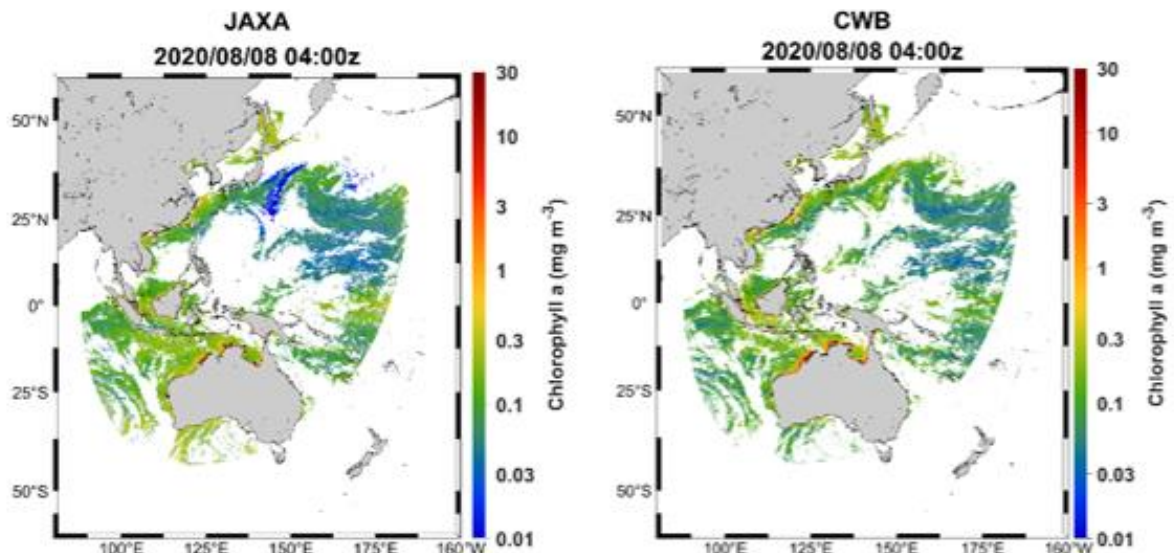 JAXA
2020/08/08 04:00z
50°N
25°N
0°
25°S
50°S
100°E 125°E 150°E 175°E 160°W
30
10
3
1
0.3
0.1
0.03
0.01
Chlorophyll a (mg m-3)
CWB
2020/08/08 04:00z
50°N
25°N
0°
25°S
50°S
100°E 125°E 150°E 175°E 160°W
30
10
3
1
0.3
0.1
0.03
0.01
Chlorophyll a (mg m-3)